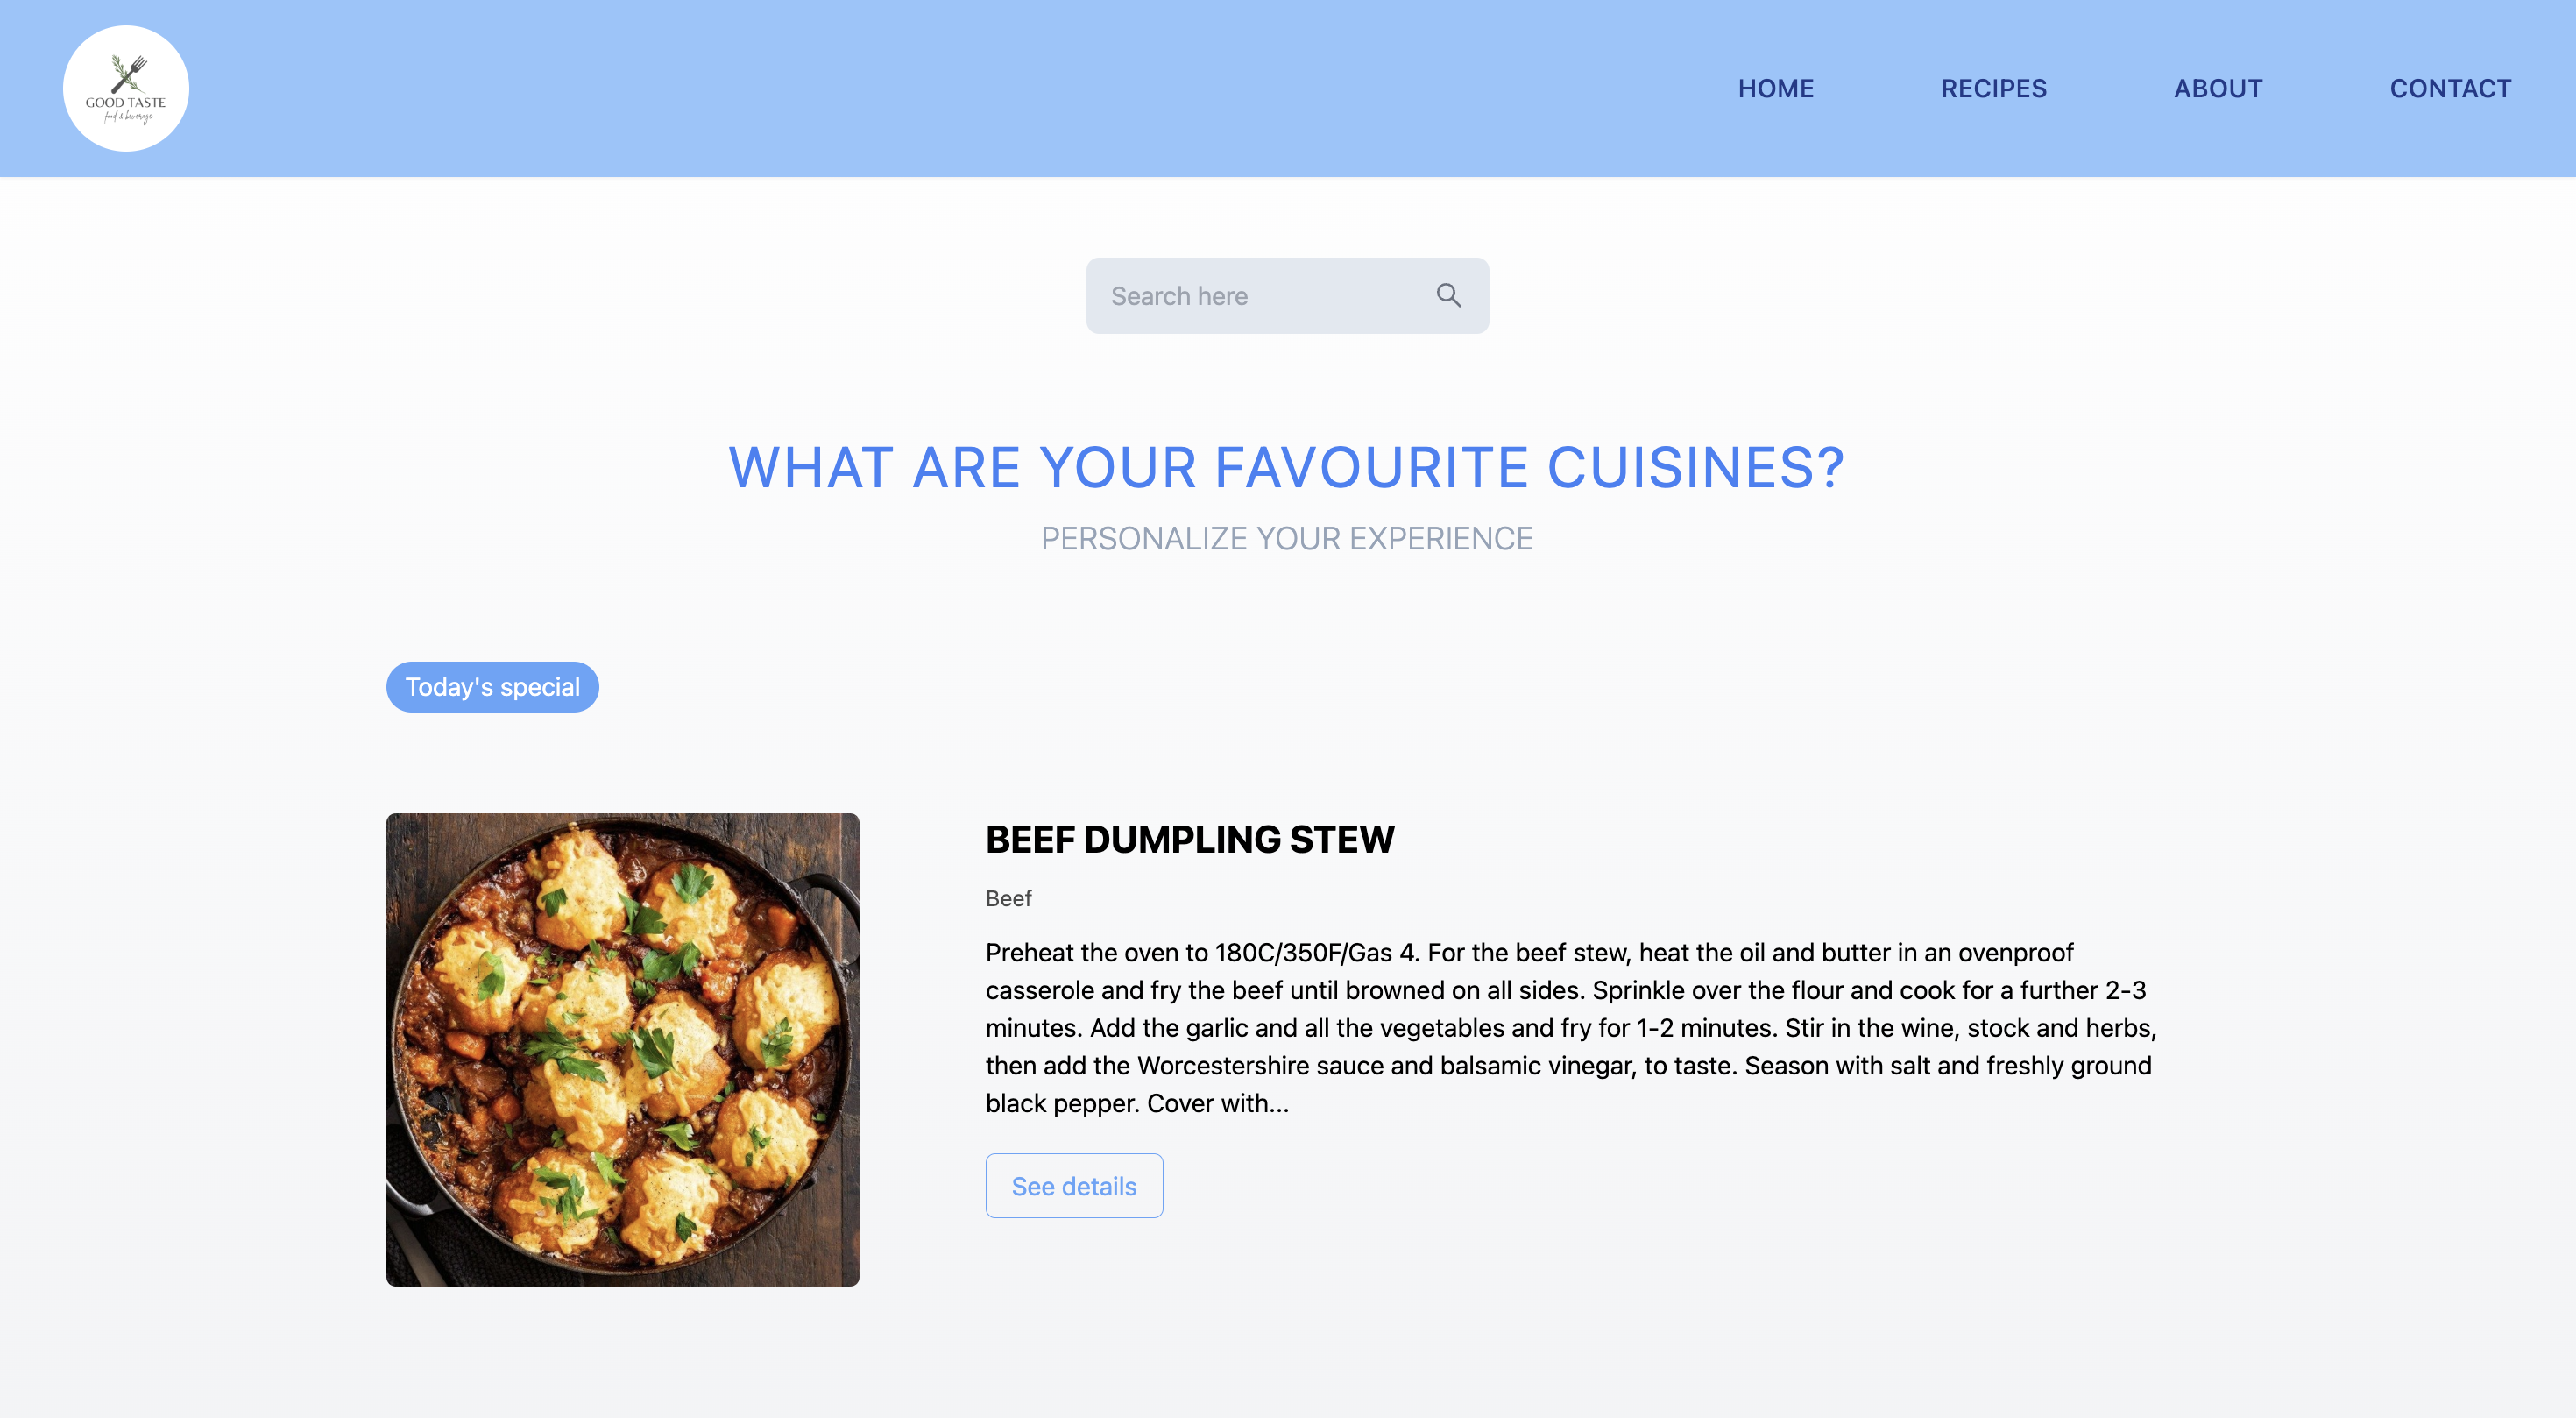 GOOD TASTE
food & beverage
HOME
RECIPES
ABOUT
CONTACT
Search here
WHAT ARE YOUR FAVOURITE CUISINES?
PERSONALIZE YOUR EXPERIENCE
Today's special
BEEF DUMPLING STEW
Beef
Preheat the oven to 180C/350F/Gas 4. For the beef stew, heat the oil and butter in an ovenproof
casserole and fry the beef until browned on all sides. Sprinkle over the flour and cook for a further 2-3
minutes. Add the garlic and all the vegetables and fry for 1-2 minutes. Stir in the wine, stock and herbs,
then add the Worcestershire sauce and balsamic vinegar, to taste. Season with salt and freshly ground
black pepper. Cover with...
See details